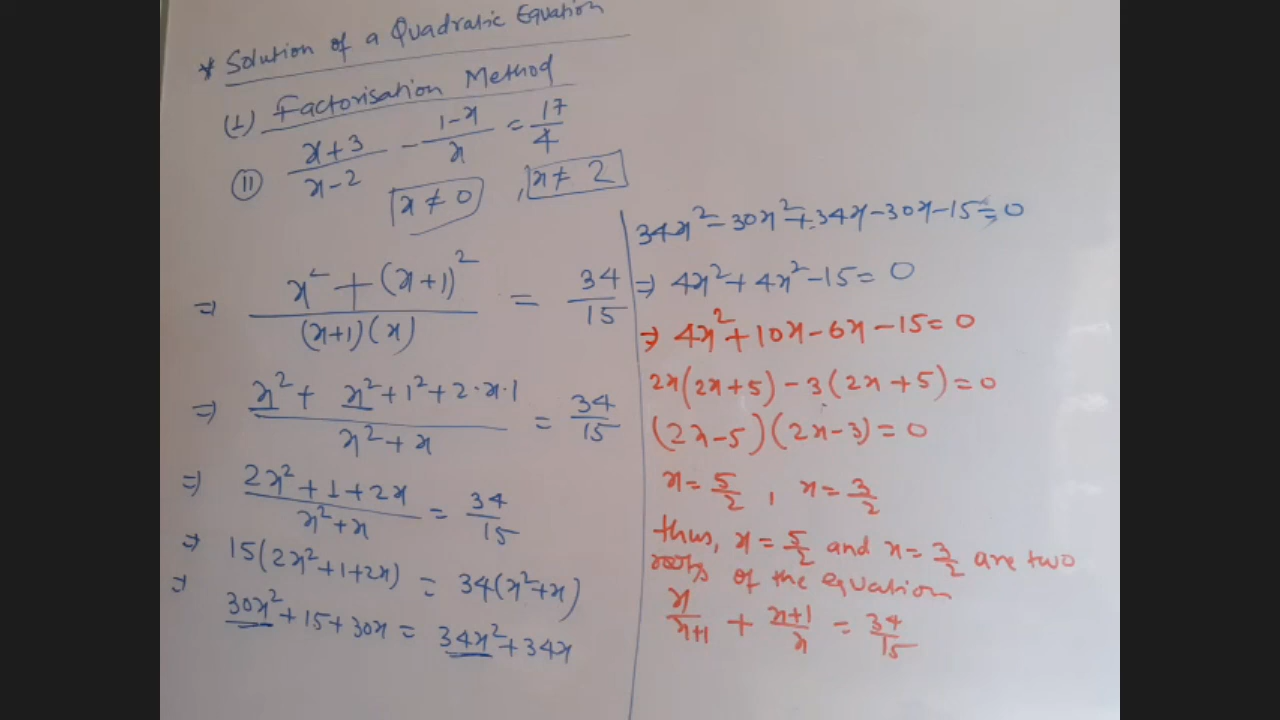 * Solution of a Quadratic Equation
(1) Factorisation Method
(11) x+3/x-2 - 1-x/x = 17/4
x ≠ 0 , x ≠ 2
⇒ x² + (x+1)² / (x+1)(x) = 34/15
⇒ x² + x² + 1² + 2·x·1 / x² + x = 34/15
⇒ 2x² + 1 + 2x / x² + x = 34/15
⇒ 15(2x² + 1 + 2x) = 34(x² + x)
⇒ 30x² + 15 + 30x = 34x² + 34x
34x² - 30x² + 34x - 30x - 15 = 0
⇒ 4x² + 4x² - 15 = 0
⇒ 4x² + 10x - 6x - 15 = 0
2x(2x + 5) - 3(2x + 5) = 0
(2x - 5)(2x - 3) = 0
x = 5/2 , x = 3/2
thus, x = 5/2 and x = 3/2 are two
roots of the equation
x/x+1 + x+1/x = 34/15